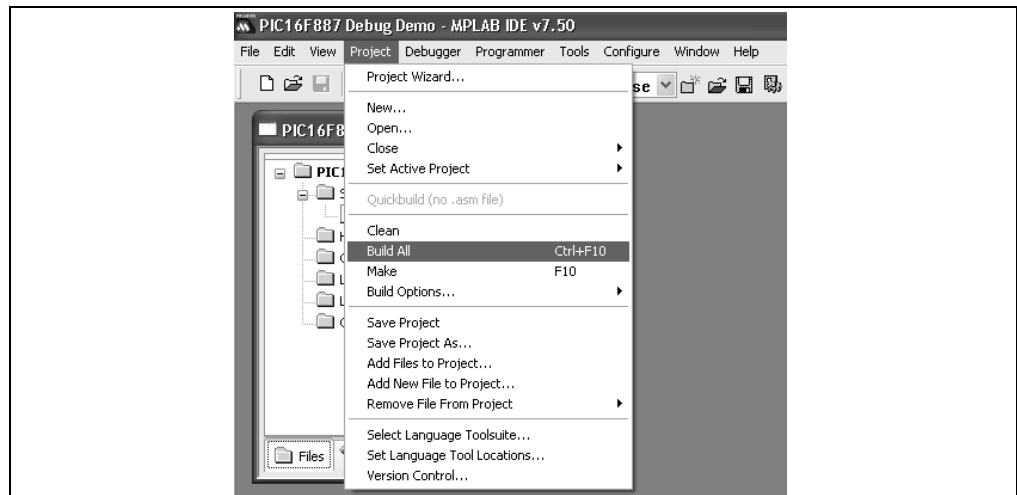 PIC16F887 Debug Demo - MPLAB IDE v7.50
File Edit View Project Debugger Programmer Tools Configure Window Help
Project Wizard...
New...
Open...
Close
Set Active Project
Quickbuild (no .asm file)
Clean
Build All Ctrl+F10
Make F10
Build Options...
Save Project
Save Project As...
Add Files to Project...
Add New File to Project...
Remove File From Project
Select Language Toolsuite...
Set Language Tool Locations...
Version Control...
se
PIC16F8
PIC1
Files